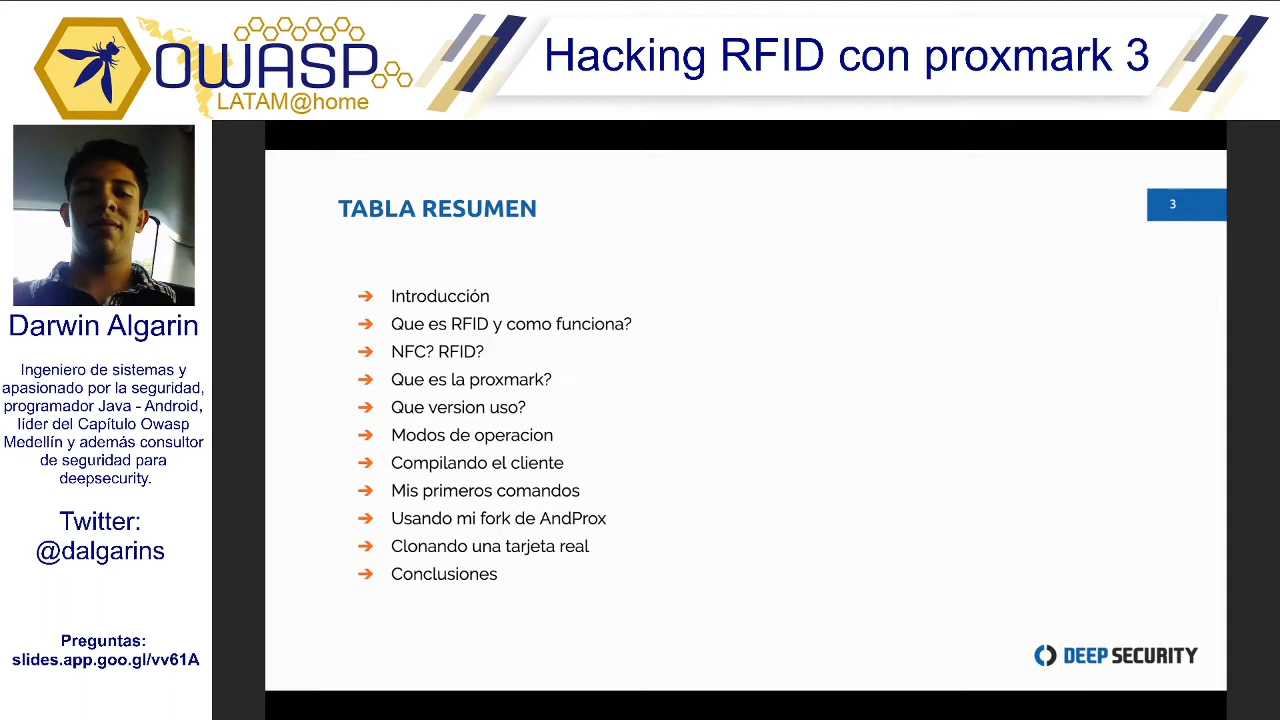 OWASP
LATAM@home
Hacking RFID con proxmark 3
Darwin Algarin
Ingeniero de sistemas y
apasionado por la seguridad,
programador Java - Android,
líder del Capítulo Owasp
Medellín y además consultor
de seguridad para
deepsecurity.
Twitter:
@dalgarins
Preguntas:
slides.app.goo.gl/vv61A
TABLA RESUMEN
3
➔ Introducción
➔ Que es RFID y como funciona?
➔ NFC? RFID?
➔ Que es la proxmark?
➔ Que version uso?
➔ Modos de operacion
➔ Compilando el cliente
➔ Mis primeros comandos
➔ Usando mi fork de AndProx
➔ Clonando una tarjeta real
➔ Conclusiones
DEEP SECURITY